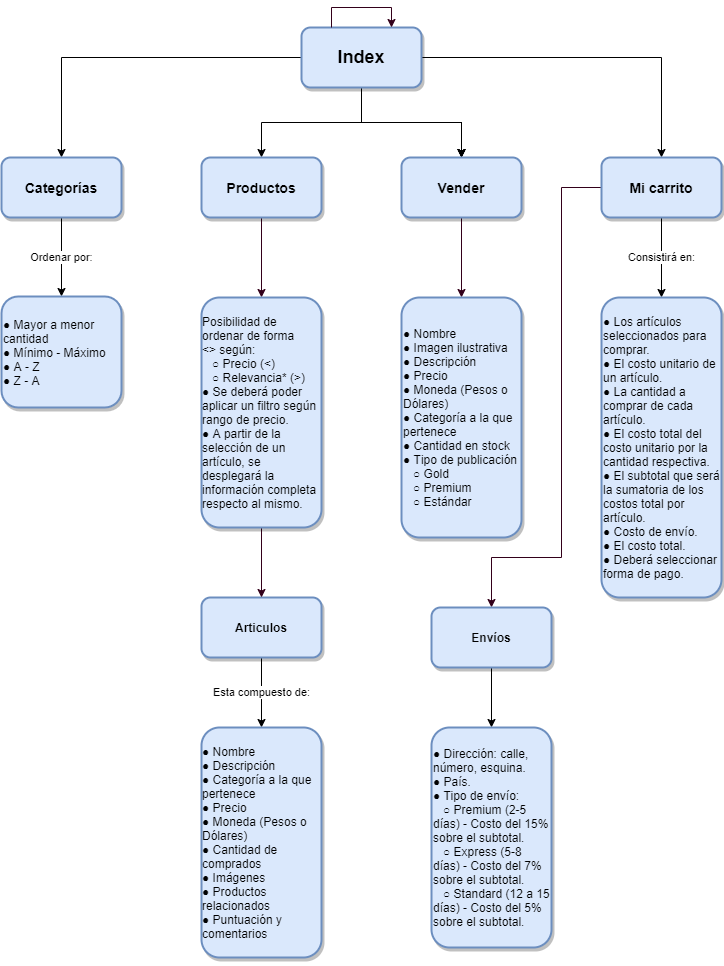 Index
Categorías
Productos
Vender
Mi carrito
Ordenar por:
Consistirá en:
● Mayor a menor
cantidad
● Mínimo - Máximo
● A - Z
● Z - A
Posibilidad de
ordenar de forma
<> según:
○ Precio (<)
○ Relevancia* (>)
● Se deberá poder
aplicar un filtro según
rango de precio.
● A partir de la
selección de un
artículo, se
desplegará la
información completa
respecto al mismo.
● Nombre
● Imagen ilustrativa
● Descripción
● Precio
● Moneda (Pesos o
Dólares)
● Categoría a la que
pertenece
● Cantidad en stock
● Tipo de publicación
○ Gold
○ Premium
○ Estándar
● Los artículos
seleccionados para
comprar.
● El costo unitario de
un artículo.
● La cantidad a
comprar de cada
artículo.
● El costo total del
costo unitario por la
cantidad respectiva.
● El subtotal que será
la sumatoria de los
costos total por
artículo.
● Costo de envío.
● El costo total.
● Deberá seleccionar
forma de pago.
Articulos
Envíos
Esta compuesto de:
● Nombre
● Descripción
● Categoría a la que
pertenece
● Precio
● Moneda (Pesos o
Dólares)
● Cantidad de
comprados
● Imágenes
● Productos
relacionados
● Puntuación y
comentarios
● Dirección: calle,
número, esquina.
● País.
● Tipo de envío:
○ Premium (2-5
días) - Costo del 15%
sobre el subtotal.
○ Express (5-8
días) - Costo del 7%
sobre el subtotal.
○ Standard (12 a 15
días) - Costo del 5%
sobre el subtotal.